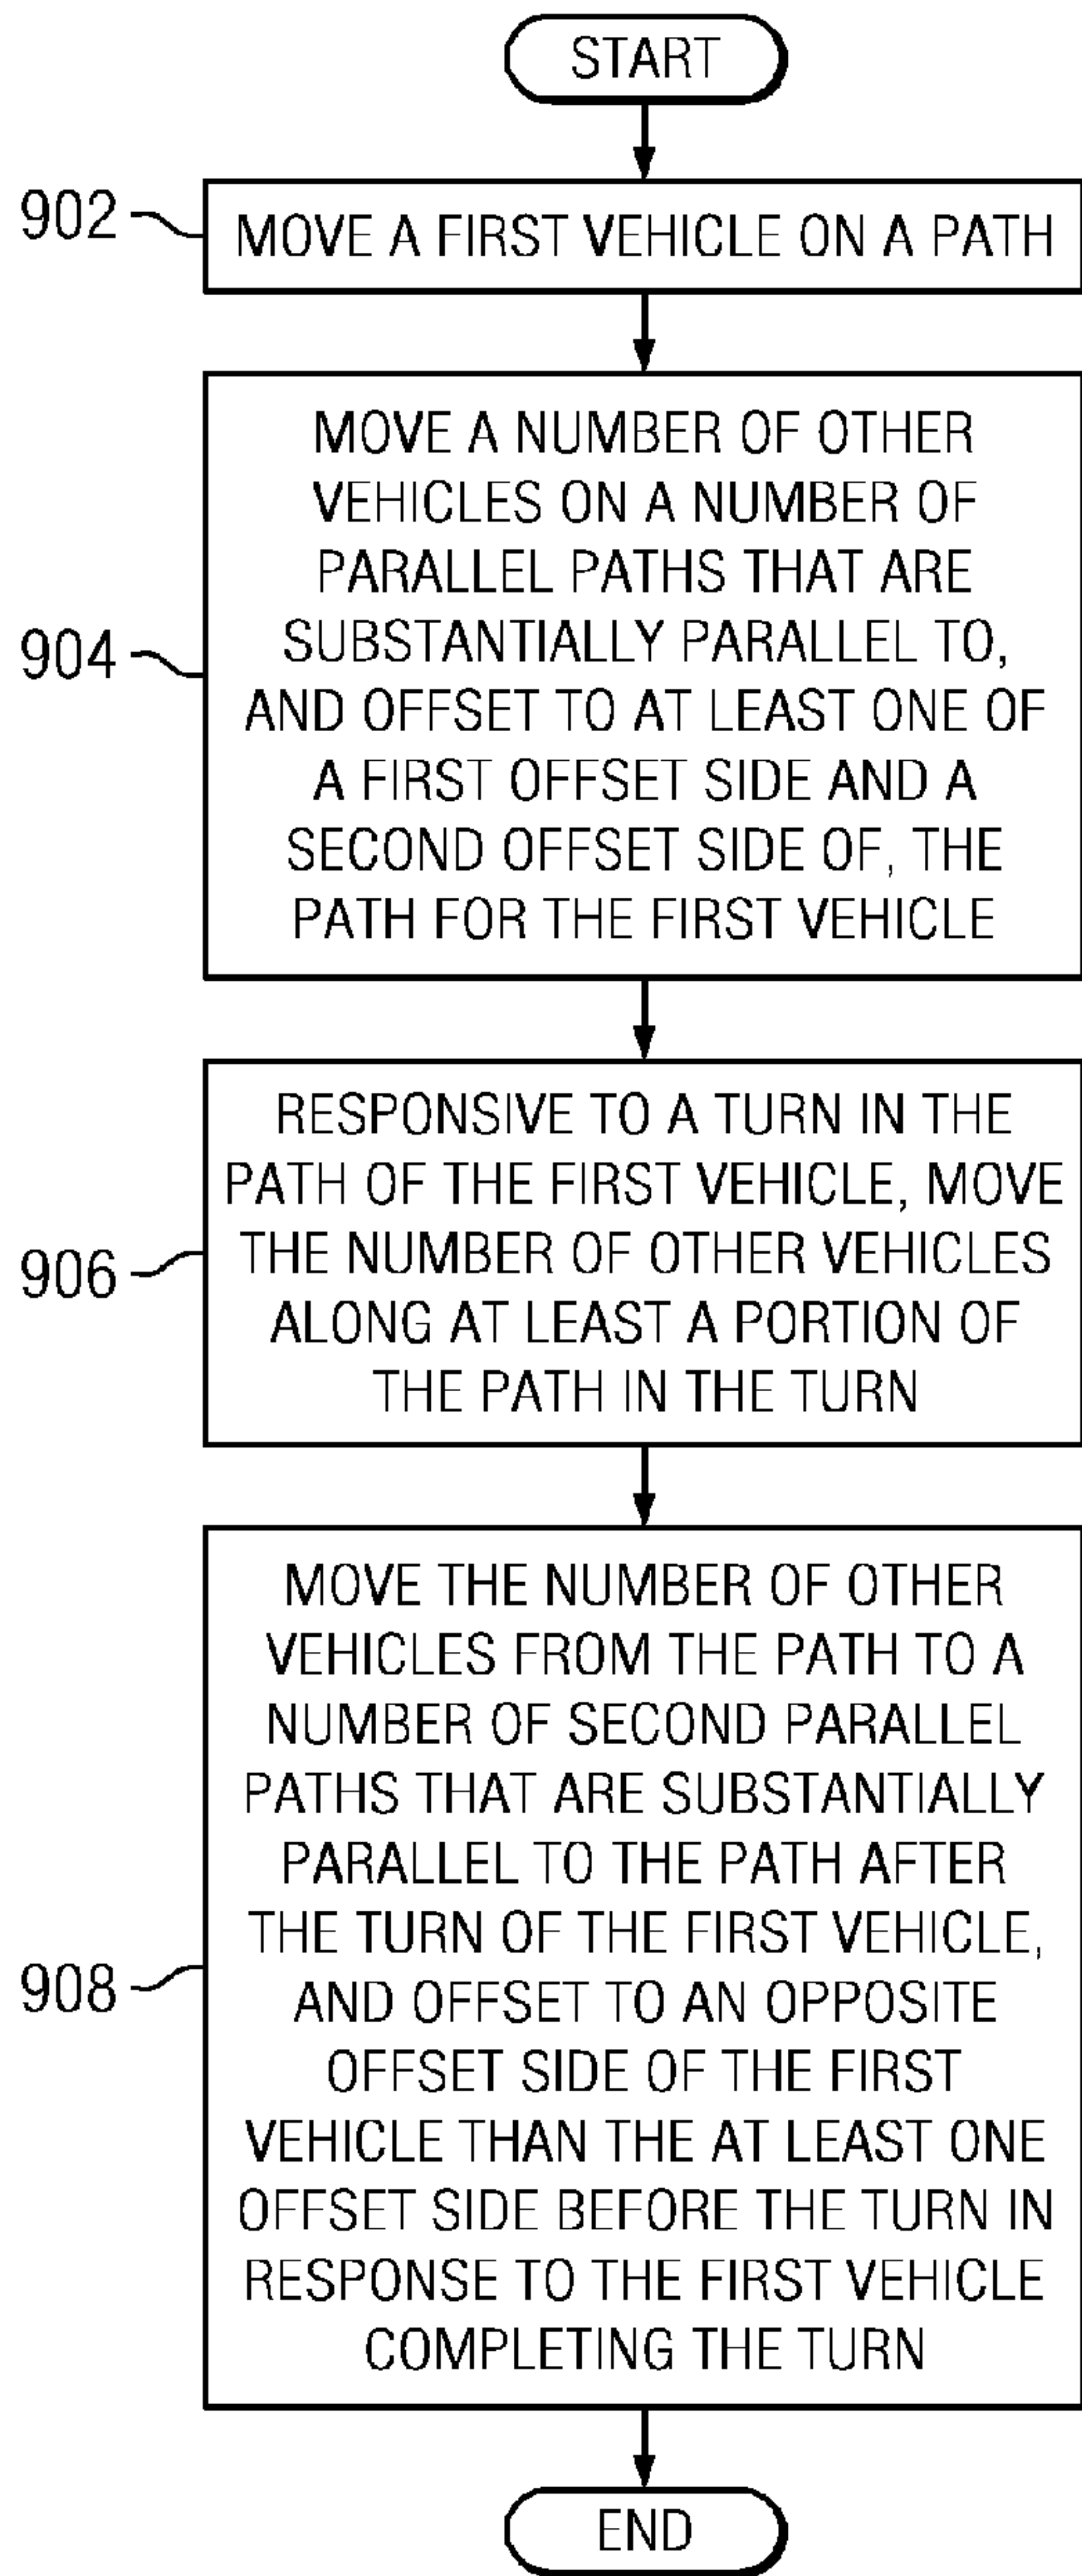 START
902
MOVE A FIRST VEHICLE ON A PATH
904
MOVE A NUMBER OF OTHER
VEHICLES ON A NUMBER OF
PARALLEL PATHS THAT ARE
SUBSTANTIALLY PARALLEL TO,
AND OFFSET TO AT LEAST ONE OF
A FIRST OFFSET SIDE AND A
SECOND OFFSET SIDE OF, THE
PATH FOR THE FIRST VEHICLE
906
RESPONSIVE TO A TURN IN THE
PATH OF THE FIRST VEHICLE, MOVE
THE NUMBER OF OTHER VEHICLES
ALONG AT LEAST A PORTION OF
THE PATH IN THE TURN
908
MOVE THE NUMBER OF OTHER
VEHICLES FROM THE PATH TO A
NUMBER OF SECOND PARALLEL
PATHS THAT ARE SUBSTANTIALLY
PARALLEL TO THE PATH AFTER
THE TURN OF THE FIRST VEHICLE,
AND OFFSET TO AN OPPOSITE
OFFSET SIDE OF THE FIRST
VEHICLE THAN THE AT LEAST ONE
OFFSET SIDE BEFORE THE TURN IN
RESPONSE TO THE FIRST VEHICLE
COMPLETING THE TURN
END